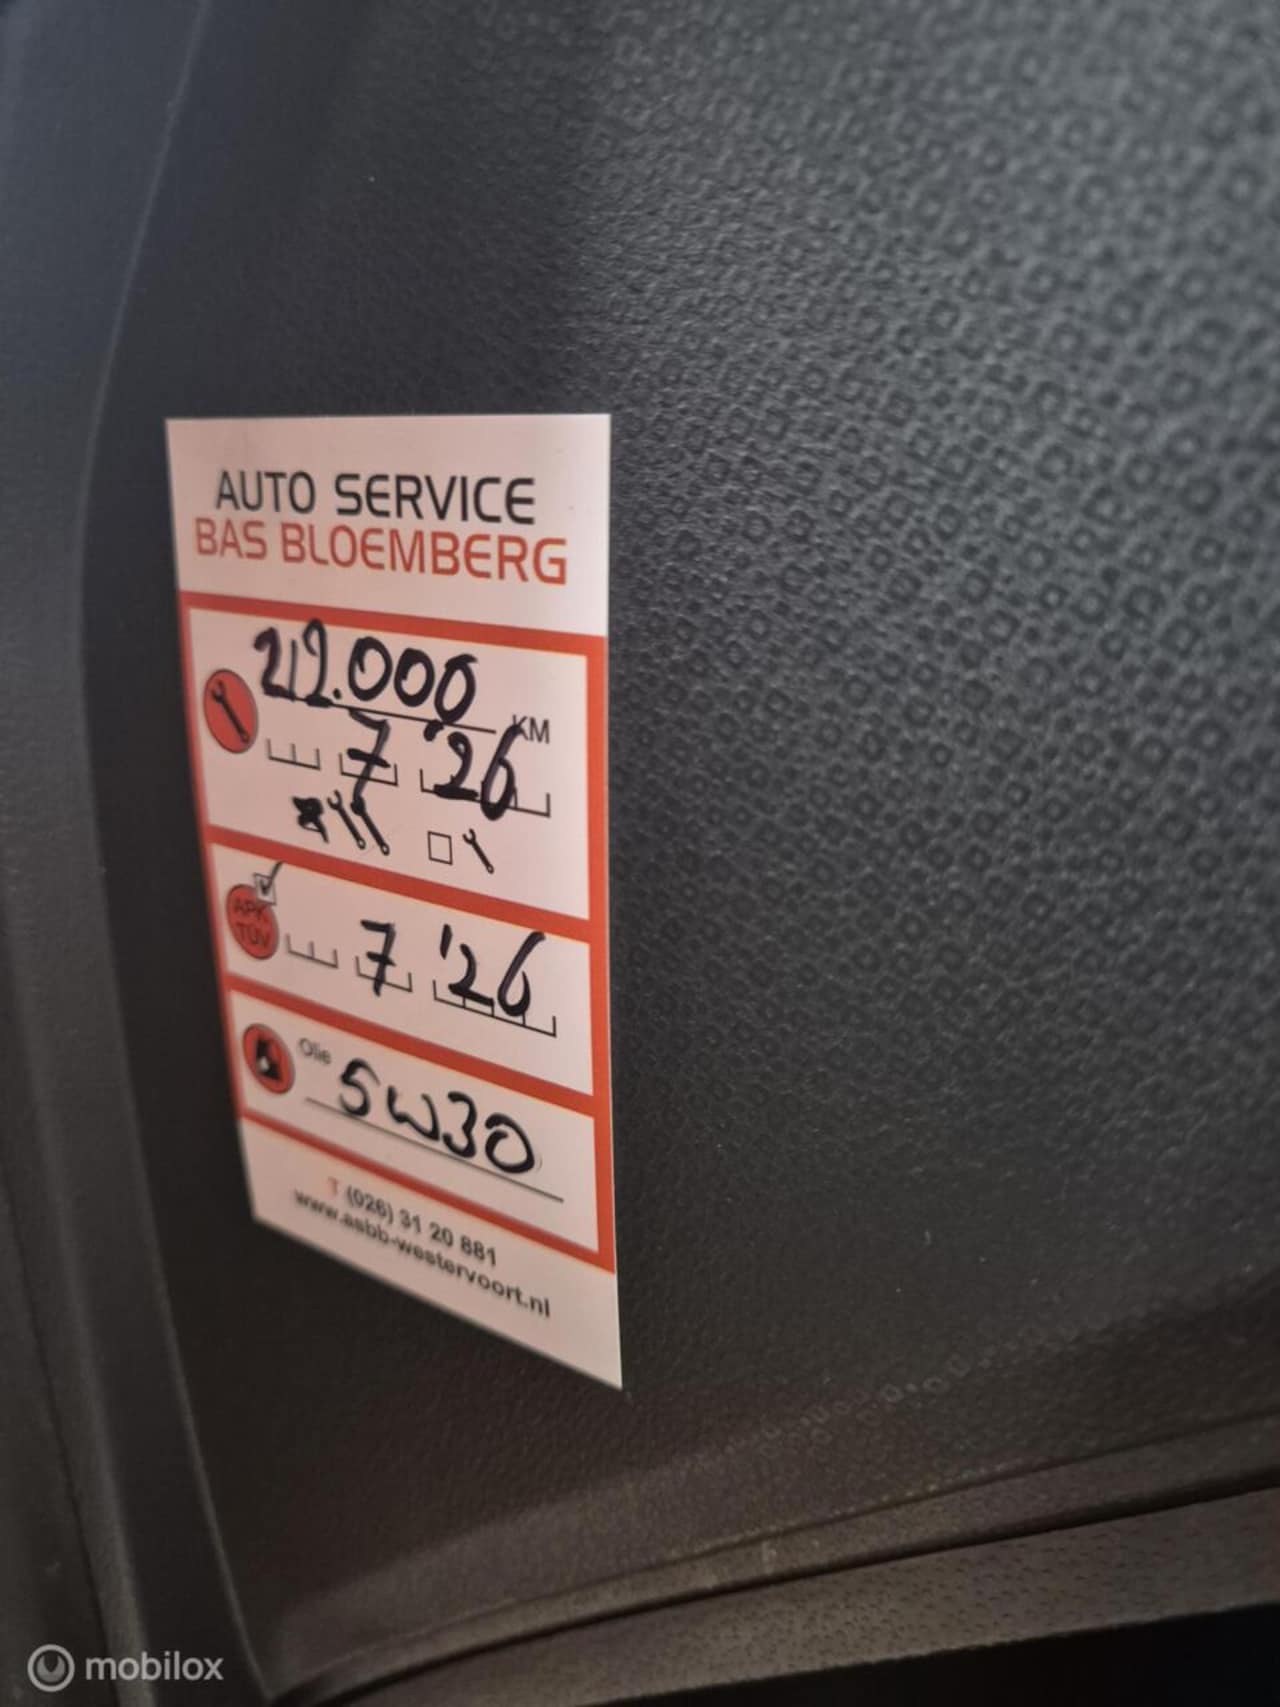 AUTO SERVICE
BAS BLOEMBERG
212.000 KM
7 '26
APK
TÜV
7 '26
Olie 5W30
T (026) 31 20 881
www.asbb-westervoort.nl
mobilox